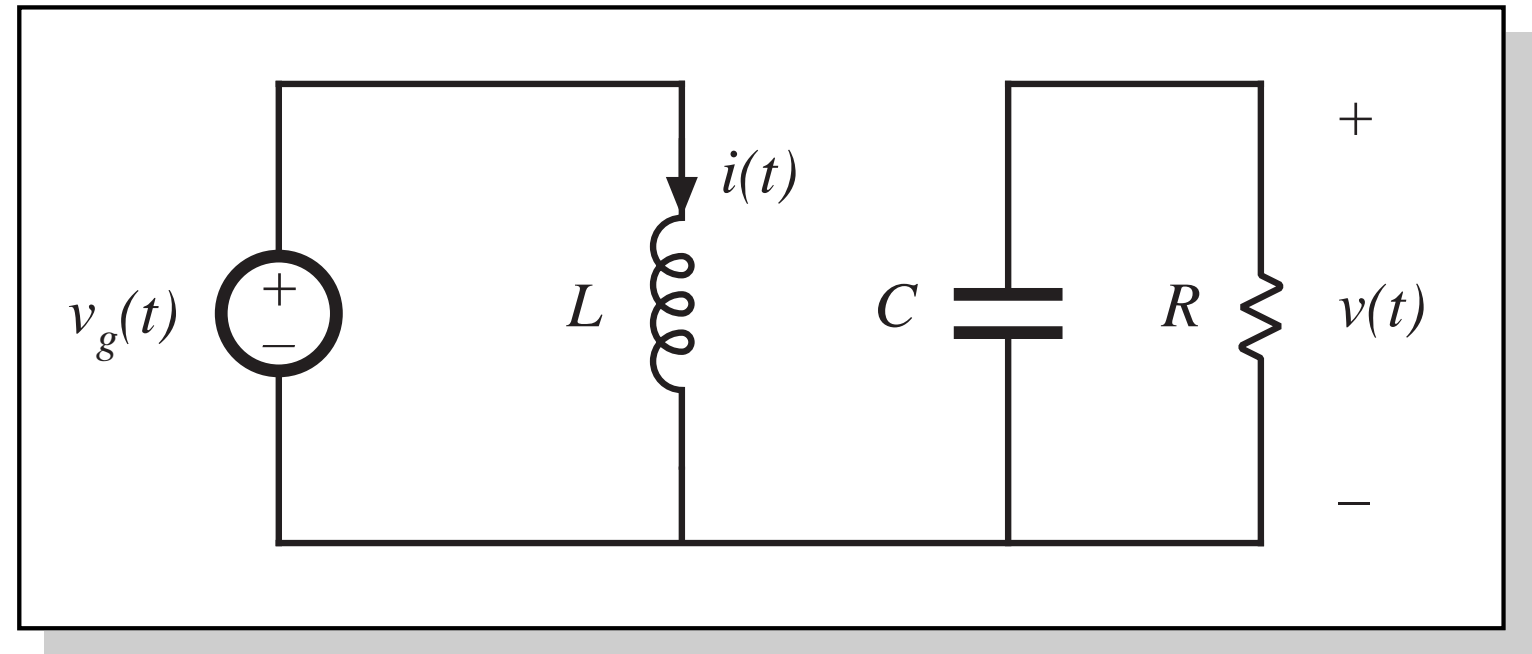 +
i(t)
v_g(t)
+
–
L
C
R
v(t)
–